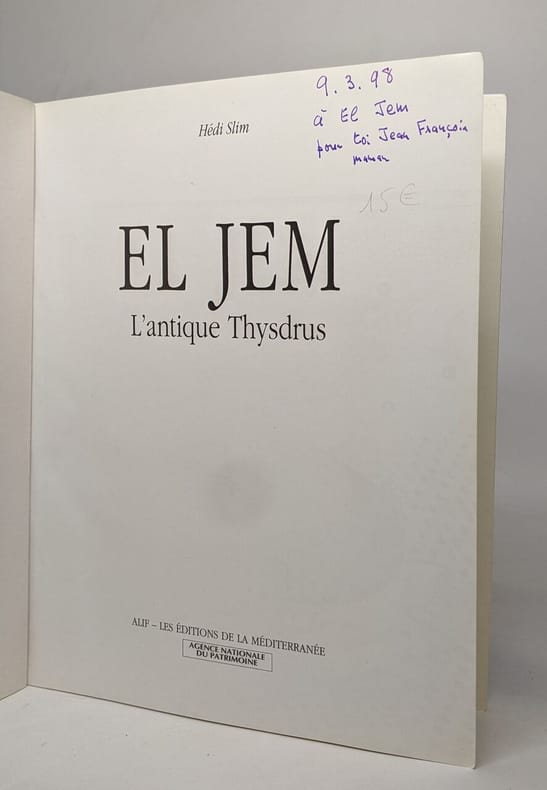 9.3.98
à El Jem
pour toi Jean François
maman
15€
Hédi Slim
EL JEM
L'antique Thysdrus
ALIF – LES ÉDITIONS DE LA MÉDITERRANÉE
AGENCE NATIONALE
DU PATRIMOINE